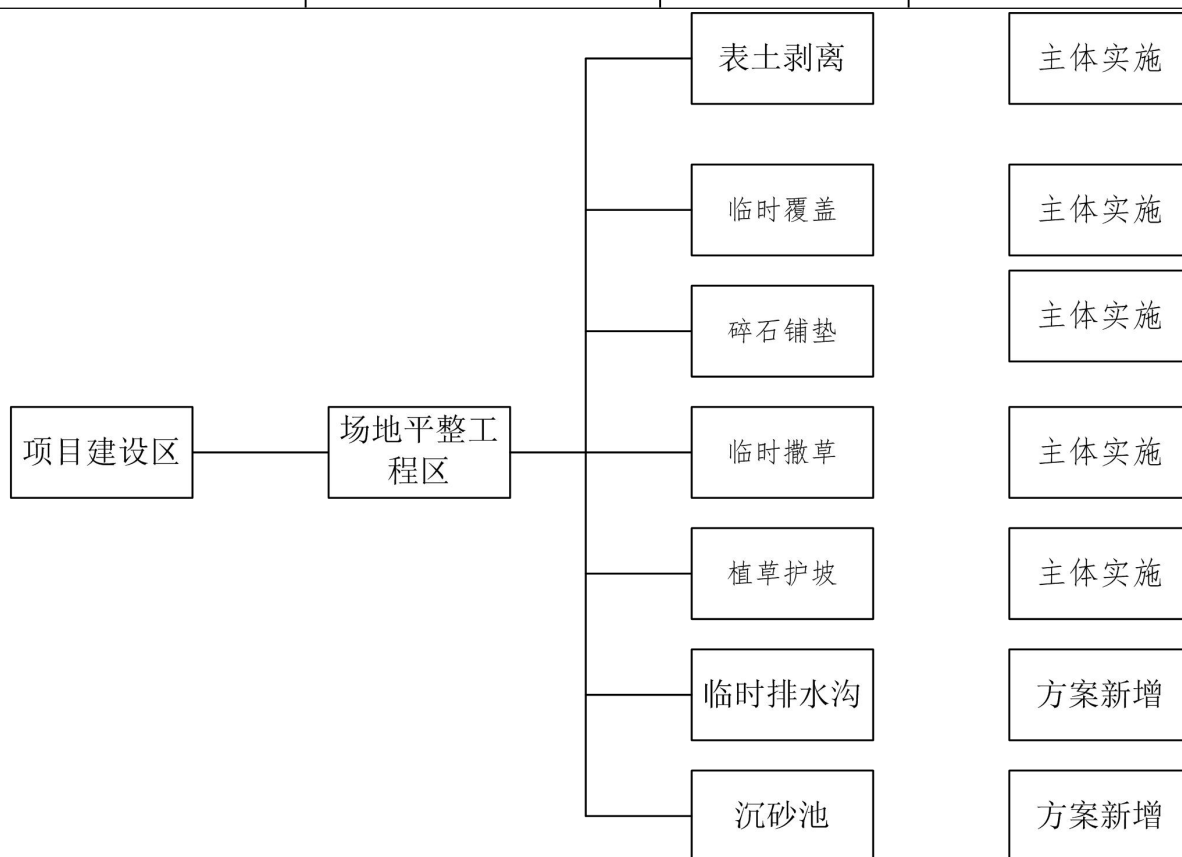 表土剥离 主体实施
临时覆盖 主体实施
碎石铺垫 主体实施
项目建设区
场地平整工
程区
临时撒草 主体实施
植草护坡 主体实施
临时排水沟 方案新增
沉砂池 方案新增